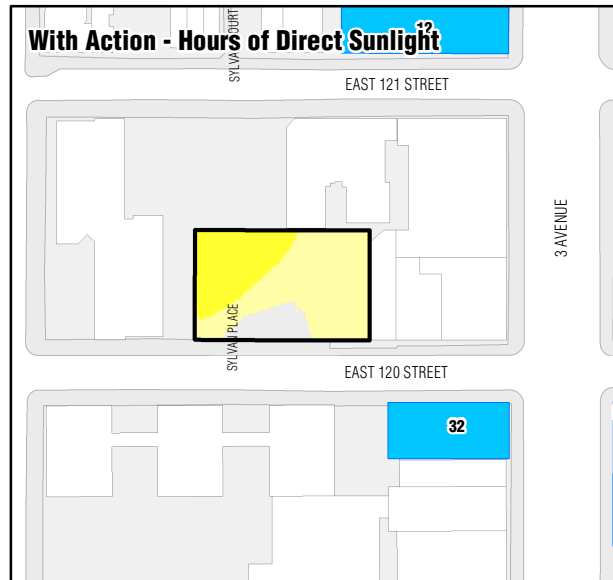 With Action - Hours of Direct Sunlight
12
SYLVAN COURT
EAST 121 STREET
3 AVENUE
SYLVAN PLACE
EAST 120 STREET
32